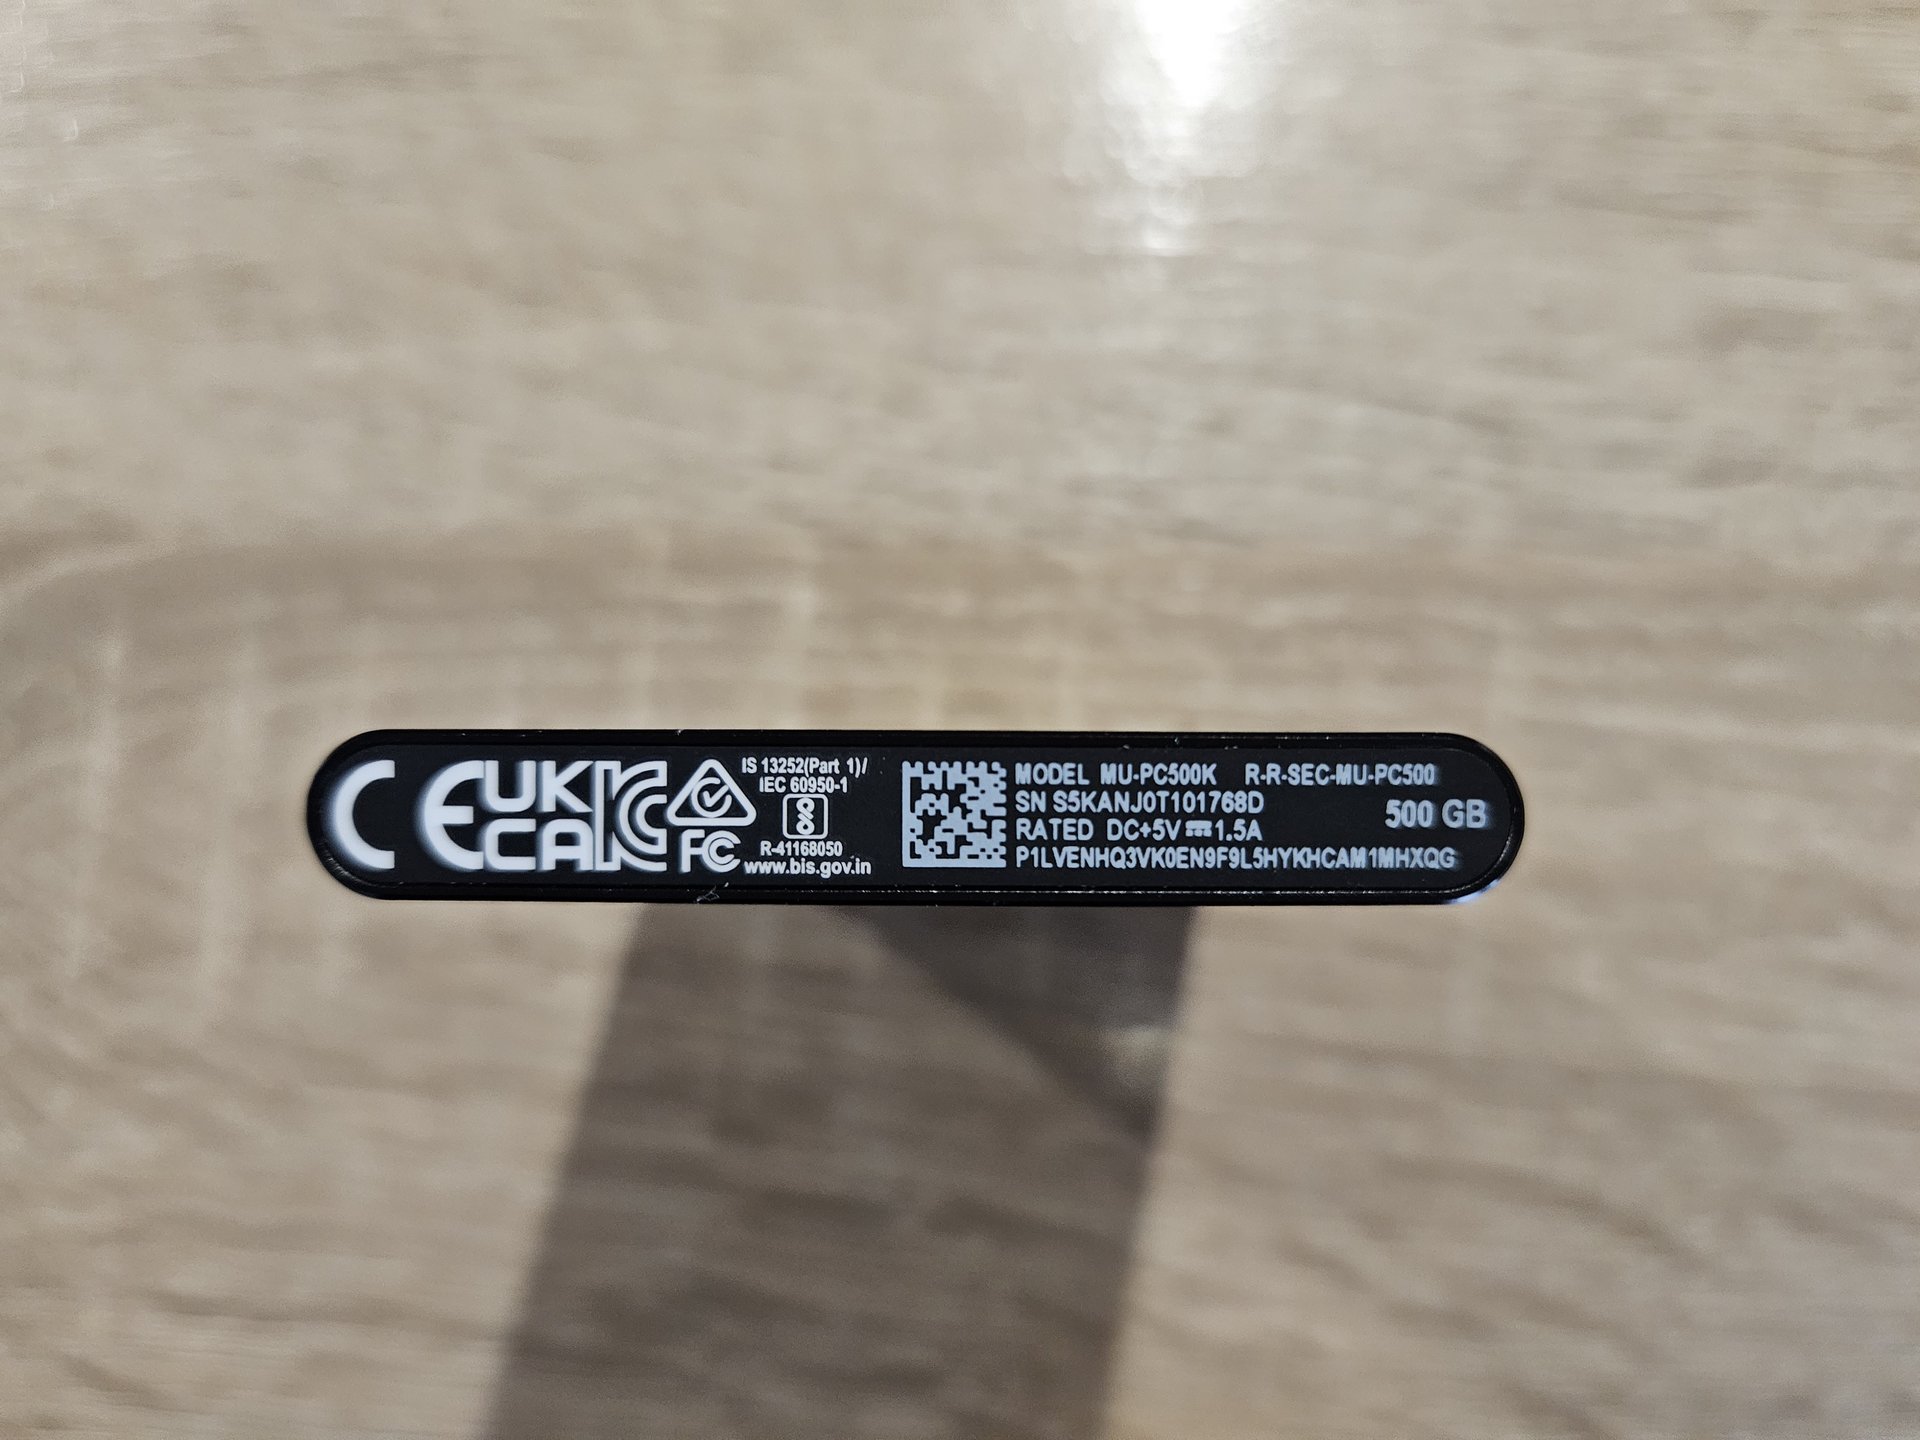 CE
UK
CA
FC
IS 13252(Part 1)/
IEC 60950-1
R-41168050
www.bis.gov.in
MODEL MU-PC500K R-R-SEC-MU-PC500
SN S5KANJ0T101768D
500 GB
RATED DC+5V⎓1.5A
P1LVENHQ3VK0EN9F9L5HYKHCAM1MHXQG